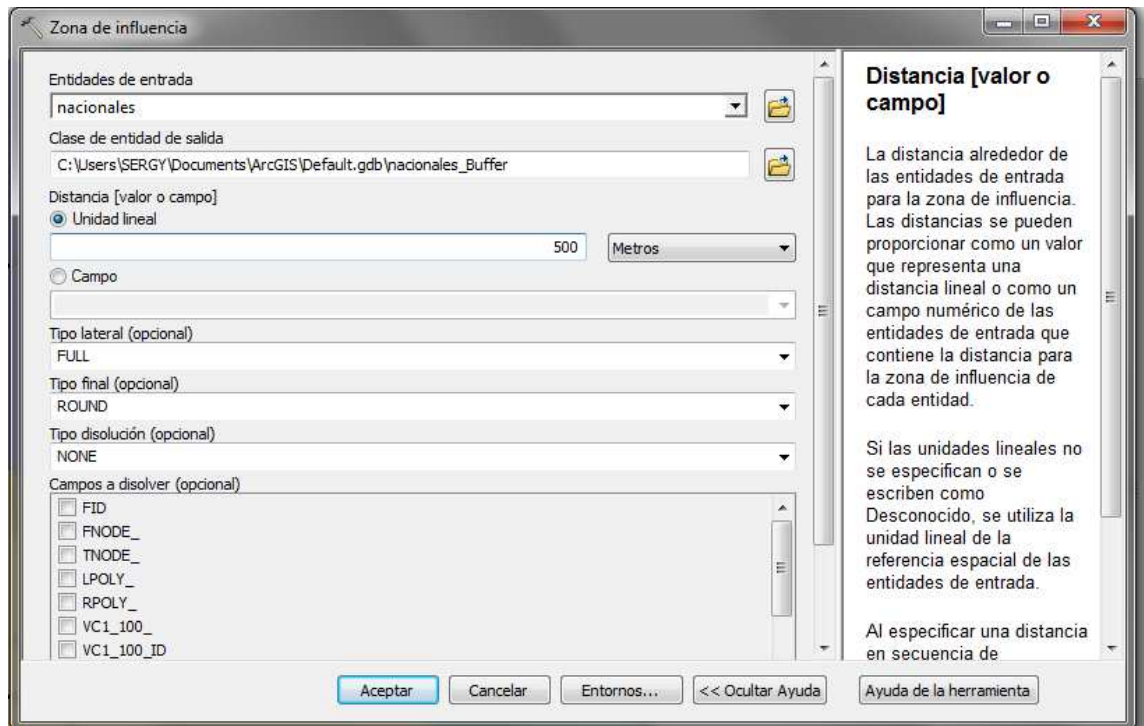 Zona de influencia
Entidades de entrada
nacionales
Clase de entidad de salida
C:\Users\SERGY\Documents\ArcGIS\Default.gdb\nacionales_Buffer
Distancia [valor o campo]
Unidad lineal
500
Metros
Campo
Tipo lateral (opcional)
FULL
Tipo final (opcional)
ROUND
Tipo disolución (opcional)
NONE
Campos a disolver (opcional)
FID
FNODE_
TNODE_
LPOLY_
RPOLY_
VC1_100_
VC1_100_ID
Distancia [valor o
campo]
La distancia alrededor de
las entidades de entrada
para la zona de influencia.
Las distancias se pueden
proporcionar como un valor
que representa una
distancia lineal o como un
campo numérico de las
entidades de entrada que
contiene la distancia para
la zona de influencia de
cada entidad.
Si las unidades lineales no
se especifican o se
escriben como
Desconocido, se utiliza la
unidad lineal de la
referencia espacial de las
entidades de entrada.
Al especificar una distancia
en secuencia de
Aceptar
Cancelar
Entornos...
<< Ocultar Ayuda
Ayuda de la herramienta